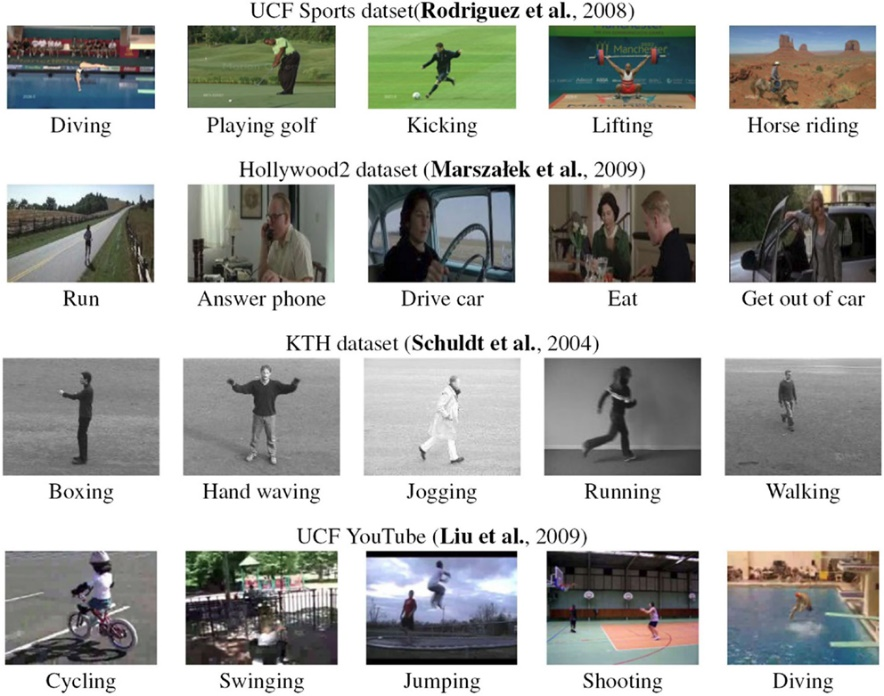 UCF Sports datset(Rodriguez et al., 2008)
Manchester
Diving
Playing golf
Kicking
Lifting
Horse riding
Hollywood2 dataset (Marszałek et al., 2009)
Run
Answer phone
Drive car
Eat
Get out of car
KTH dataset (Schuldt et al., 2004)
Boxing
Hand waving
Jogging
Running
Walking
UCF YouTube (Liu et al., 2009)
Cycling
Swinging
Jumping
Shooting
Diving